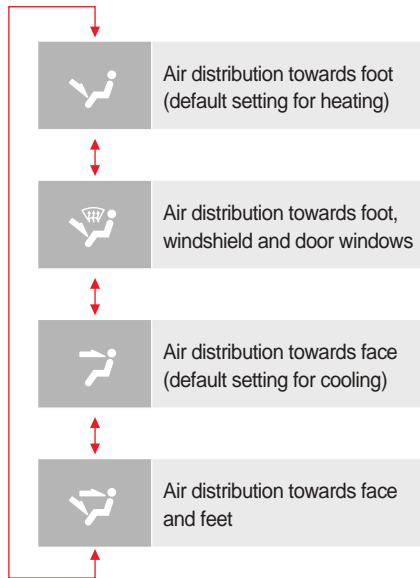 Air distribution towards foot
(default setting for heating)
Air distribution towards foot,
windshield and door windows
Air distribution towards face
(default setting for cooling)
Air distribution towards face
and feet